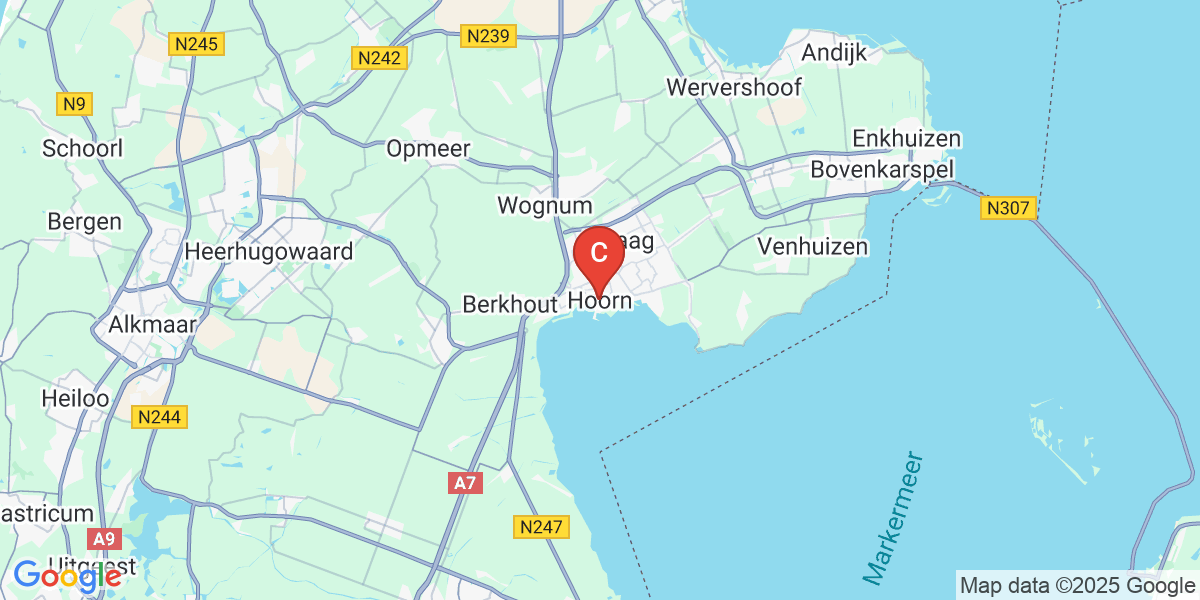 N239
N245
Andijk
N242
Wervershoof
N9
Enkhuizen
Schoorl
Opmeer
Bovenkarspel
Wognum
N307
Bergen
aag
Venhuizen
Heerhugowaard
C
Hoorn
Berkhout
Alkmaar
Heiloo
N244
A7
Markermeer
astricum
N247
A9
Uitgeest
Google
Map data ©2025 Google